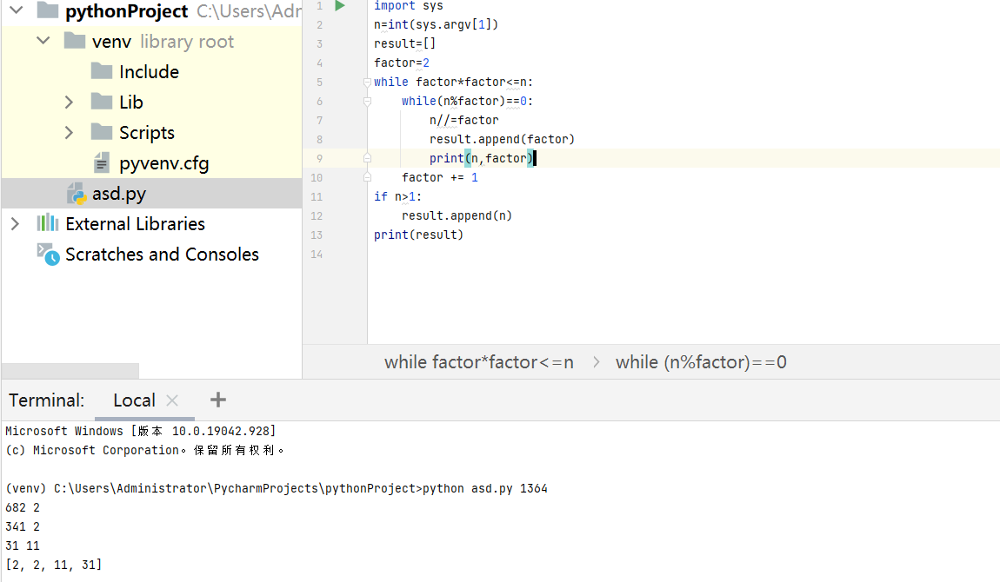 pythonProject C:\Users\Adr
venv library root
Include
Lib
Scripts
pyvenv.cfg
asd.py
External Libraries
Scratches and Consoles
1 import sys
2 n=int(sys.argv[1])
3 result=[]
4 factor=2
5 while factor*factor<=n:
6 while(n%factor)==0:
7 n//=factor
8 result.append(factor)
9 print(n,factor)
10 factor += 1
11 if n>1:
12 result.append(n)
13 print(result)
14
while factor*factor<=n > while (n%factor)==0
Terminal: Local × +
Microsoft Windows [版本 10.0.19042.928]
(c) Microsoft Corporation。保留所有权利。
(venv) C:\Users\Administrator\PycharmProjects\pythonProject>python asd.py 1364
682 2
341 2
31 11
[2, 2, 11, 31]